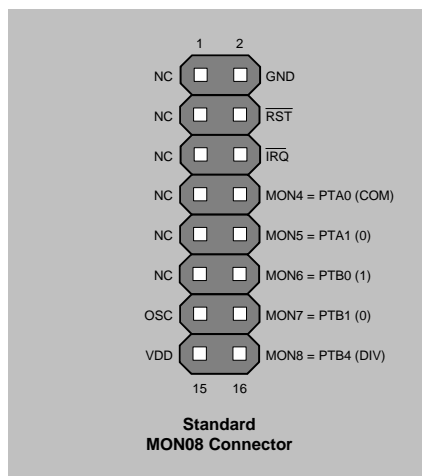 1 2
NC GND
NC RST
NC IRQ
NC MON4 = PTA0 (COM)
NC MON5 = PTA1 (0)
NC MON6 = PTB0 (1)
OSC MON7 = PTB1 (0)
VDD MON8 = PTB4 (DIV)
15 16
Standard
MON08 Connector